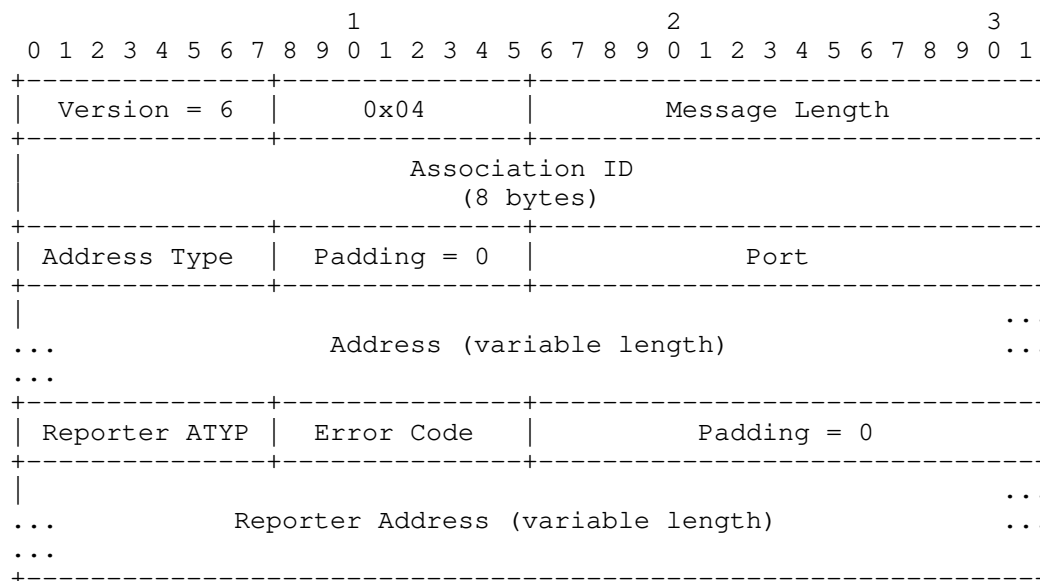 1                   2                   3
 0 1 2 3 4 5 6 7 8 9 0 1 2 3 4 5 6 7 8 9 0 1 2 3 4 5 6 7 8 9 0 1
+---------------+---------------+-------------------------------
|  Version = 6  |     0x04      |        Message Length
+---------------+---------------+-------------------------------
|                        Association ID
|                           (8 bytes)
+---------------+---------------+-------------------------------
| Address Type  |  Padding = 0  |             Port
+---------------+---------------+-------------------------------
|                                                             ...
...                 Address (variable length)                 ...
...
+---------------+---------------+-------------------------------
| Reporter ATYP |  Error Code   |          Padding = 0
+---------------+---------------+-------------------------------
|                                                             ...
...           Reporter Address (variable length)              ...
...
+---------------+---------------+-------------------------------